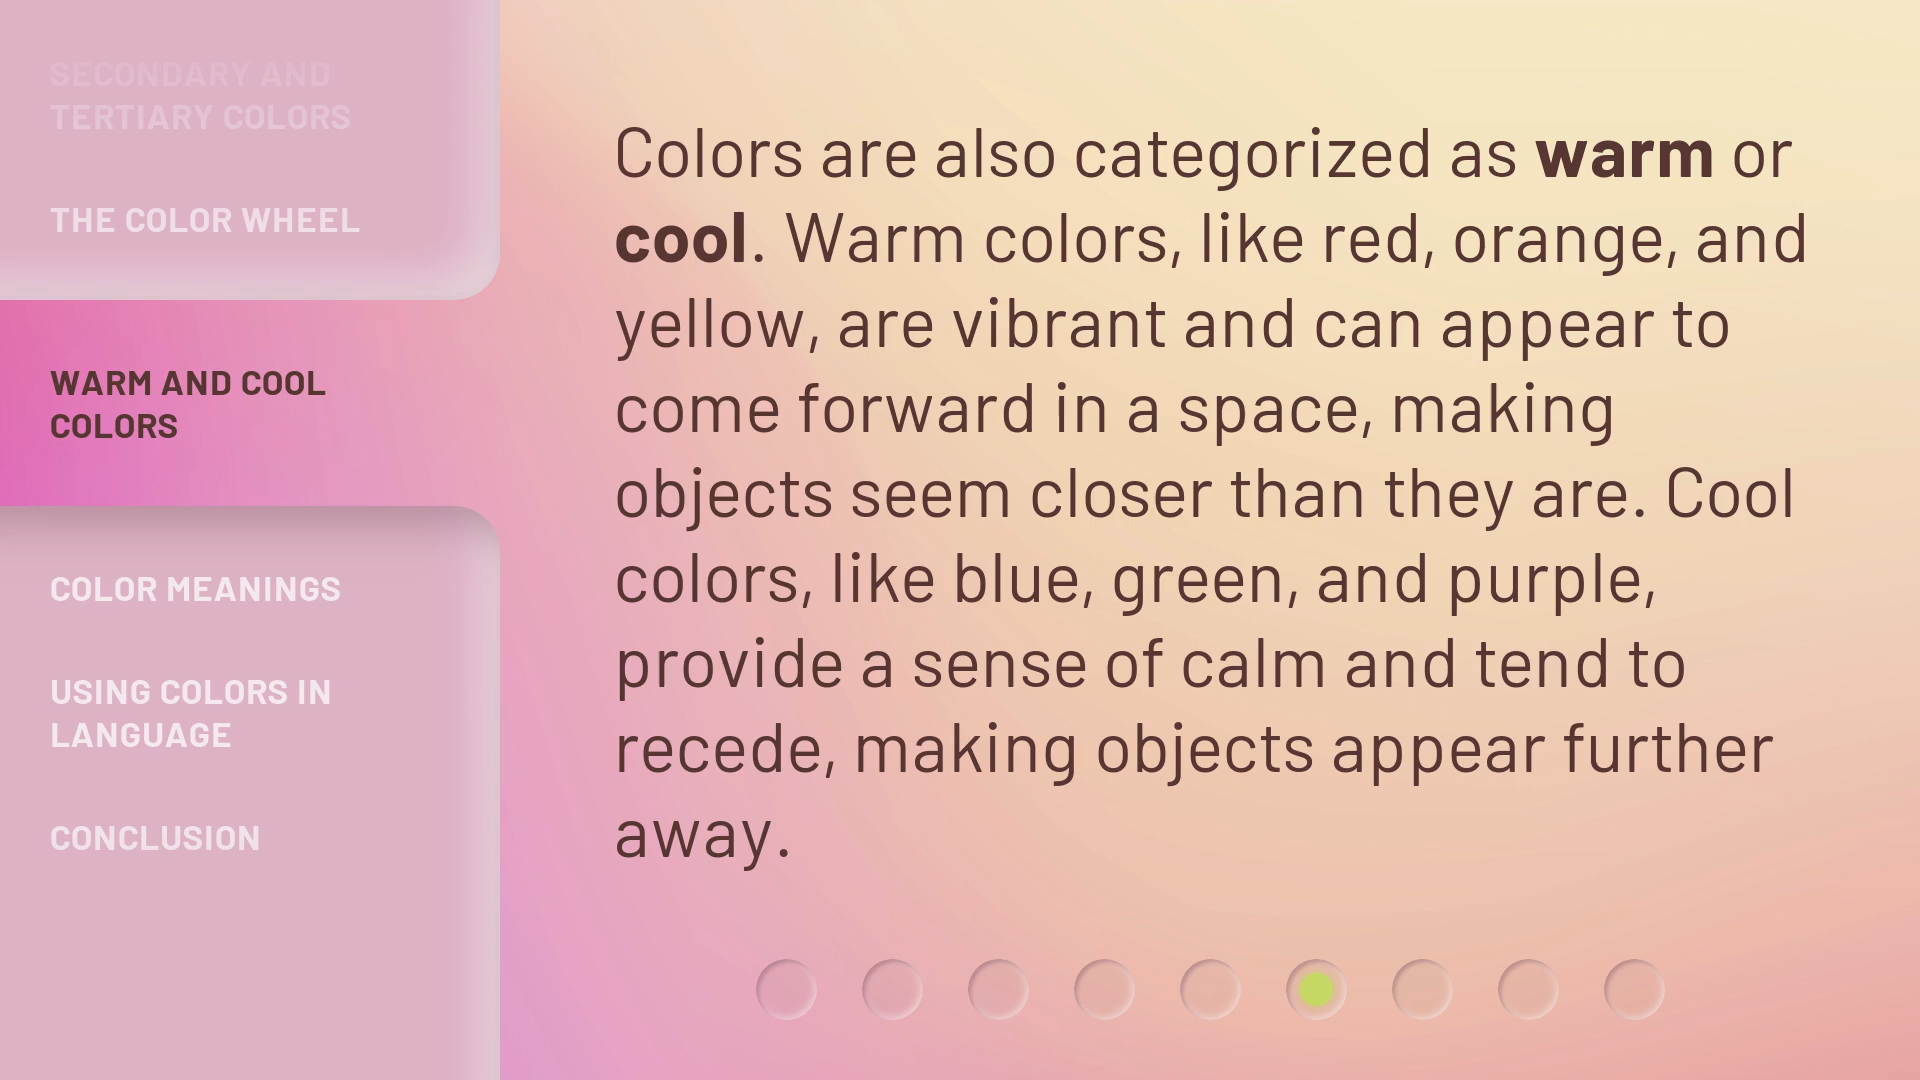 SECONDARY AND
TERTIARY COLORS
THE COLOR WHEEL
WARM AND COOL
COLORS
COLOR MEANINGS
USING COLORS IN
LANGUAGE
CONCLUSION
Colors are also categorized as warm or
cool. Warm colors, like red, orange, and
yellow, are vibrant and can appear to
come forward in a space, making
objects seem closer than they are. Cool
colors, like blue, green, and purple,
provide a sense of calm and tend to
recede, making objects appear further
away.